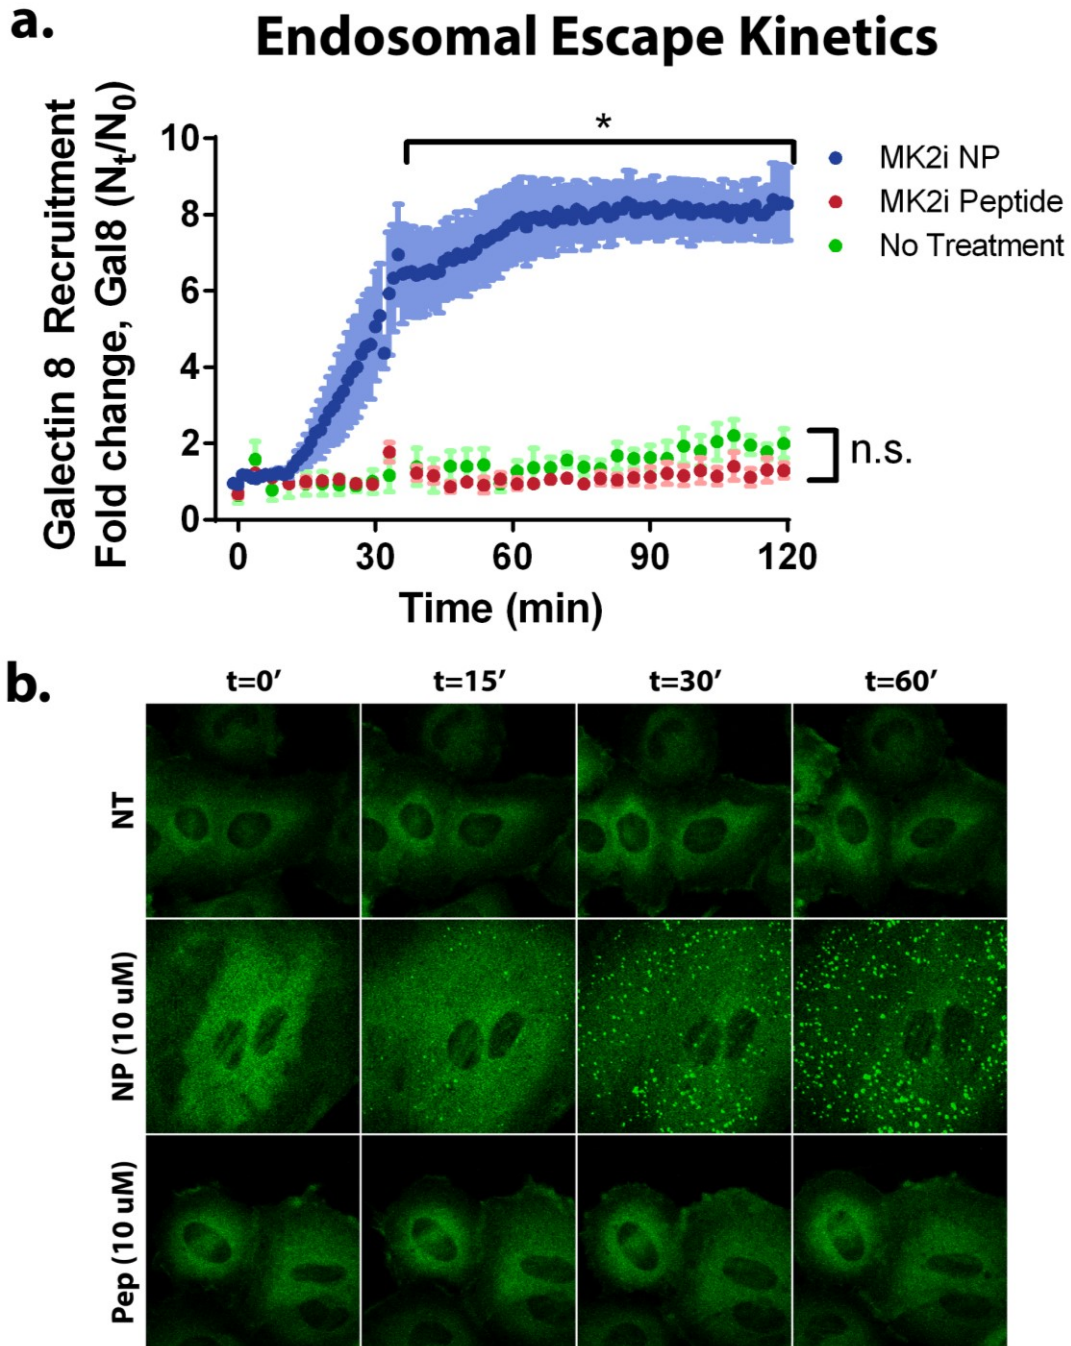 a.
Endosomal Escape Kinetics
Galectin 8 Recruitment
Fold change, Gal8 (Nt/N0)
10
8
6
4
2
0
*
MK2i NP
MK2i Peptide
No Treatment
n.s.
0 30 60 90 120
Time (min)
b.
t=0’ t=15’ t=30’ t=60’
NT
NP (10 uM)
Pep (10 uM)